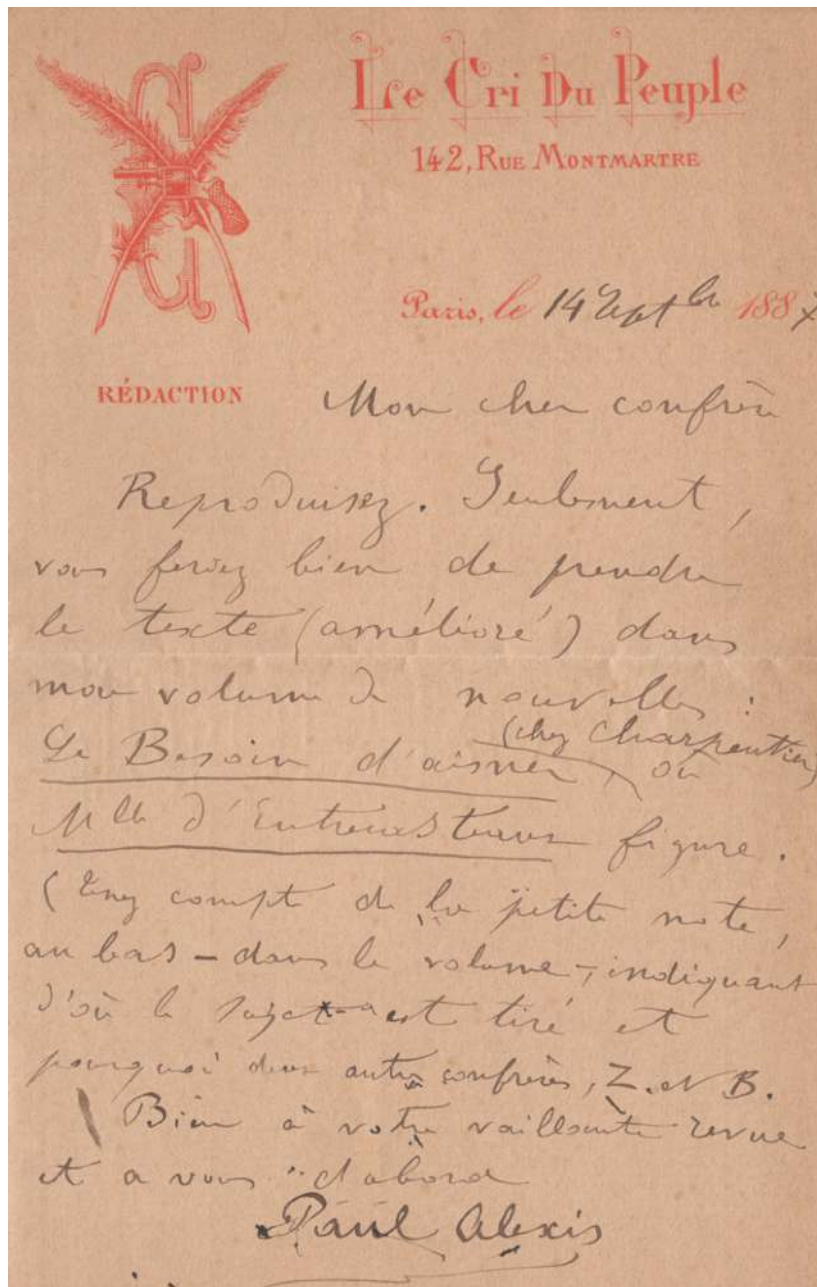 Le Cri Du Peuple
142, Rue Montmartre
Paris, le 14 Sept bre 1887
RÉDACTION
Mon cher confrère
Reproduisez. Seulement,
vous feriez bien de prendre
le texte (amélioré) dans
mon volume de nouvelles :
(chez Charpentier)
Le Besoin d'aimer, où
Mlle d'Entrecasteaux figure.
(Tenez compte de la petite note,
au bas – dans le volume –, indiquant
d'où le sujet est tiré et
pourquoi deux autres confrères, Z. et B.
Bien à votre vaillante revue
et a vous d'abord
Paul Alexis